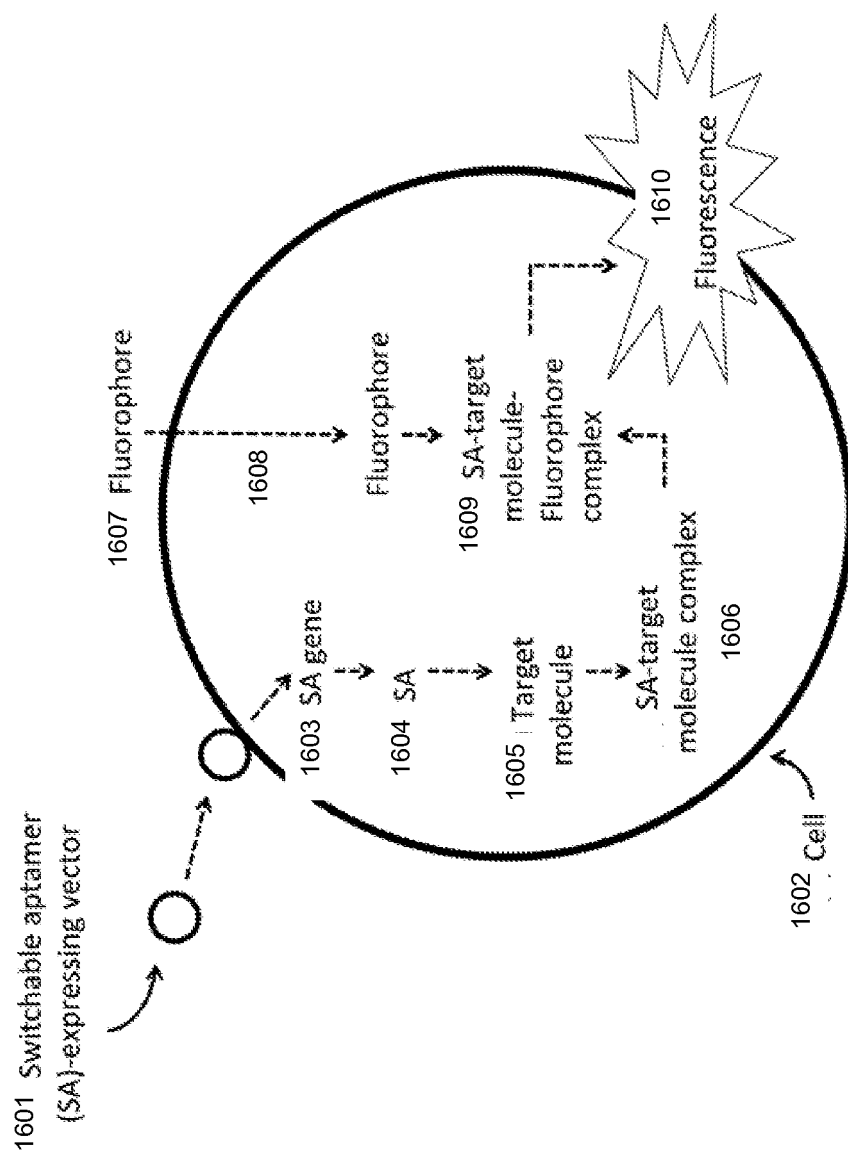 1601 Switchable aptamer
(SA)-expressing vector
1607 Fluorophore
1608
1603 SA gene
1604 SA
1605 Target
molecule
SA-target
molecule complex
1606
Fluorophore
1609 SA-target
molecule-
Fluorophore
complex
1610
Fluorescence
1602 Cell